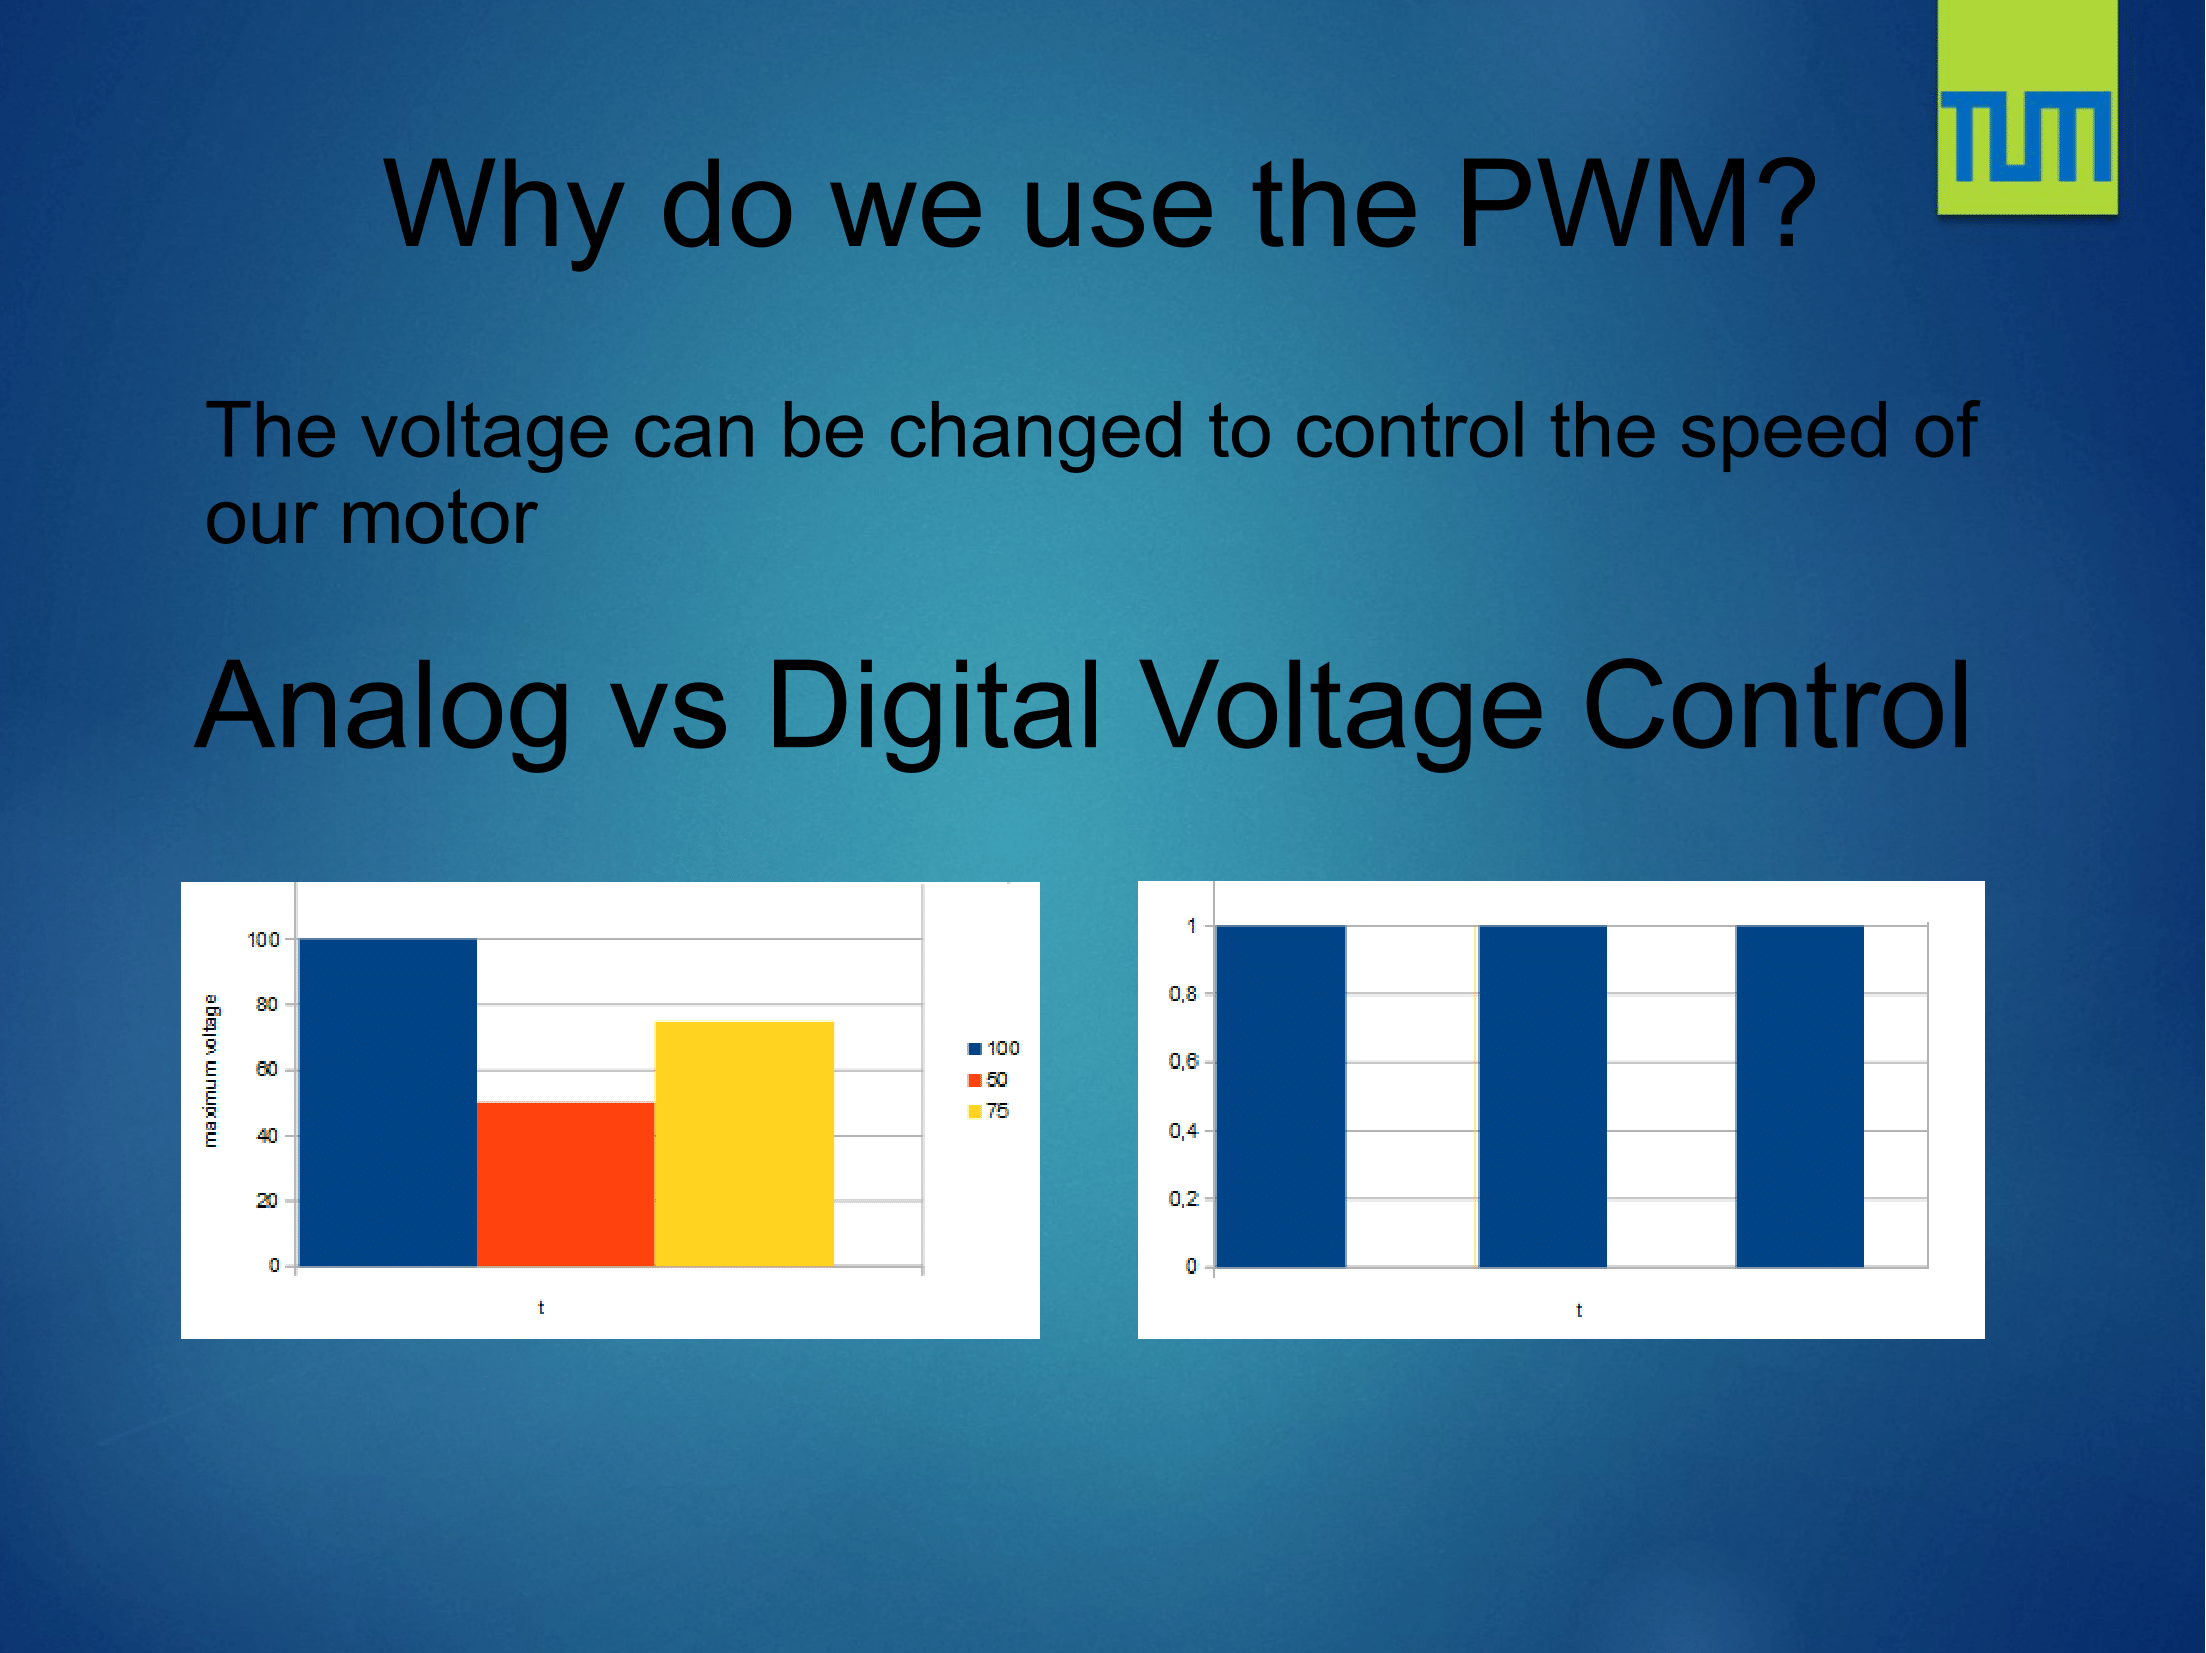 TUM
Why do we use the PWM?
The voltage can be changed to control the speed of
our motor
Analog vs Digital Voltage Control
maximum voltage
100
80
60
40
20
0
t
100
50
75
1
0,8
0,6
0,4
0,2
0
t